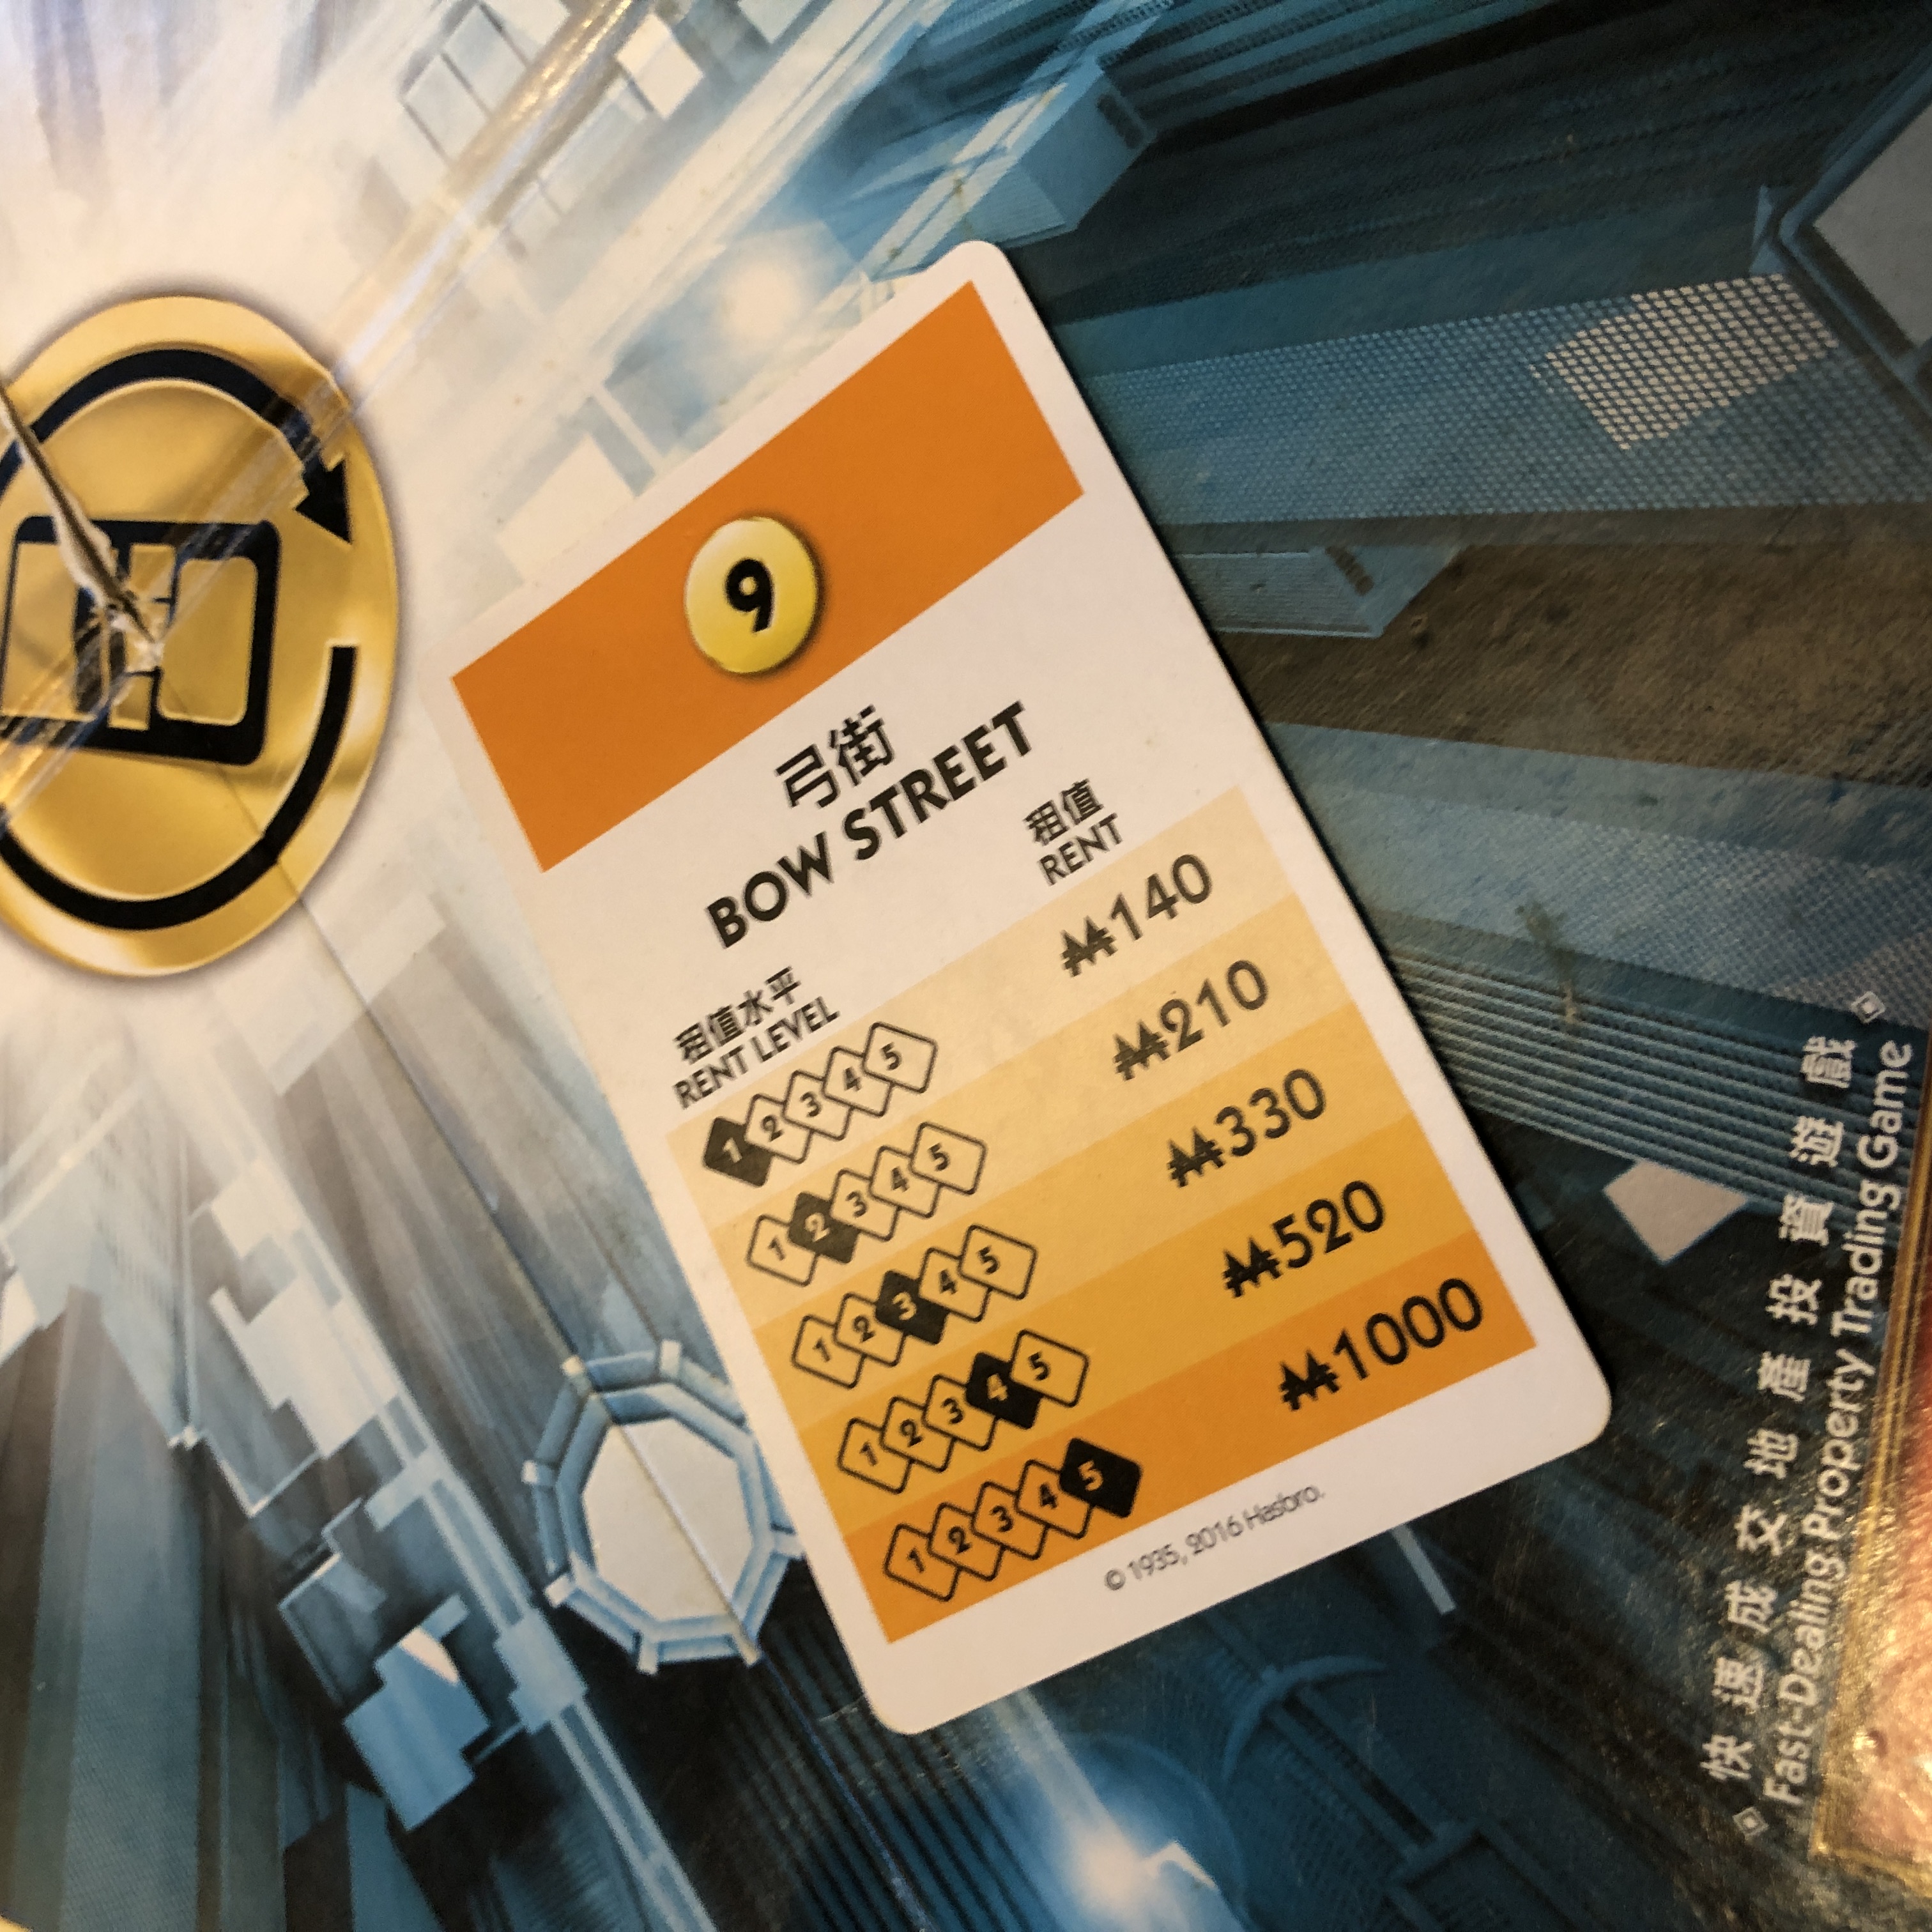 9
弓街
BOW STREET
租值水平 租值
RENT LEVEL RENT
1 2 3 4 5 ₩140
1 2 3 4 5 ₩210
1 2 3 4 5 ₩330
1 2 3 4 5 ₩520
1 2 3 4 5 ₩1000
© 1935, 2016 Hasbro.
快速成交地產投資遊戲
Fast-Dealing Property Trading Game